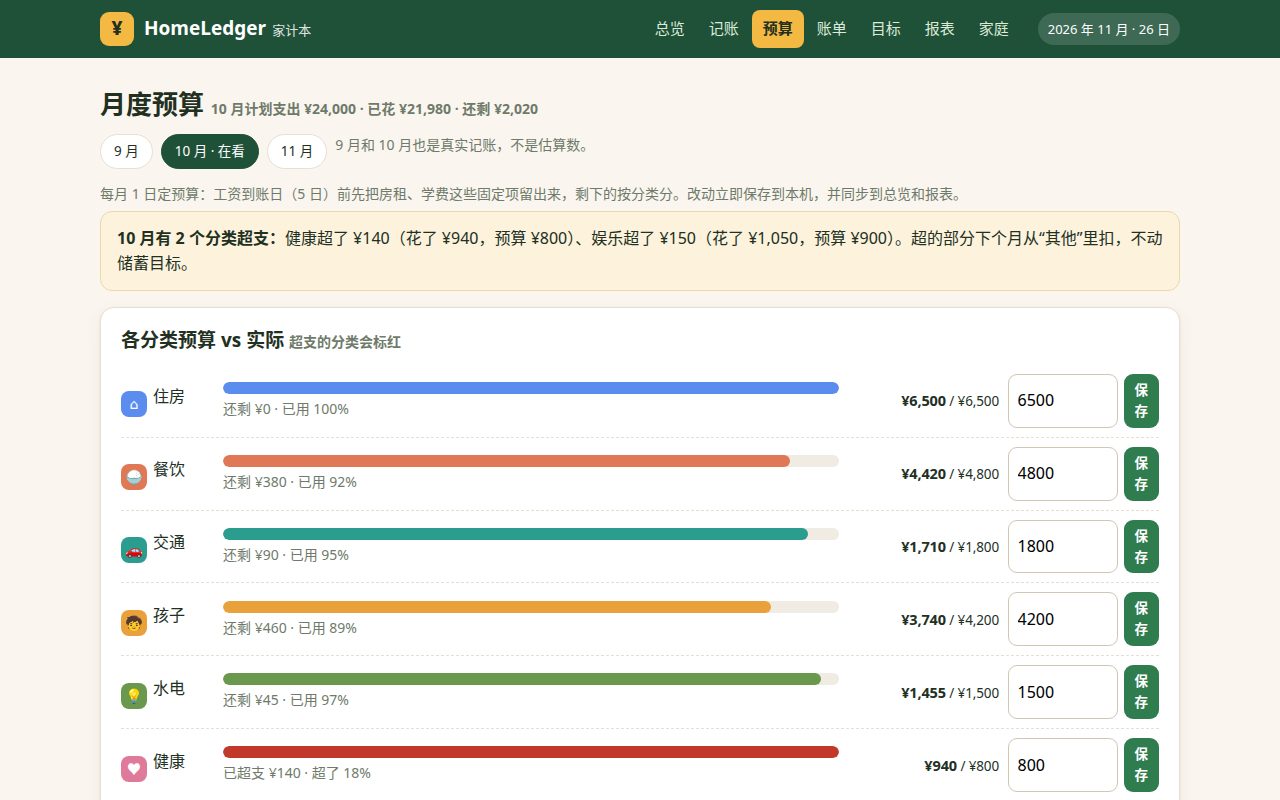 ¥ HomeLedger 家计本 总览 记账 预算 账单 目标 报表 家庭 2026 年 11 月 · 26 日
月度预算 10 月计划支出 ¥24,000 · 已花 ¥21,980 · 还剩 ¥2,020
9 月 10 月 · 在看 11 月 9 月和 10 月也是真实记账，不是估算数。
每月 1 日定预算：工资到账日（5 日）前先把房租、学费这些固定项留出来，剩下的按分类分。改动立即保存到本机，并同步到总览和报表。
10 月有 2 个分类超支：健康超了 ¥140（花了 ¥940，预算 ¥800）、娱乐超了 ¥150（花了 ¥1,050，预算 ¥900）。超的部分下个月从“其他”里扣，不动
储蓄目标。
各分类预算 vs 实际 超支的分类会标红
住房 ¥6,500 / ¥6,500 6500 保存
还剩 ¥0 · 已用 100%
餐饮 ¥4,420 / ¥4,800 4800 保存
还剩 ¥380 · 已用 92%
交通 ¥1,710 / ¥1,800 1800 保存
还剩 ¥90 · 已用 95%
孩子 ¥3,740 / ¥4,200 4200 保存
还剩 ¥460 · 已用 89%
水电 ¥1,455 / ¥1,500 1500 保存
还剩 ¥45 · 已用 97%
健康 ¥940 / ¥800 800 保存
已超支 ¥140 · 超了 18%